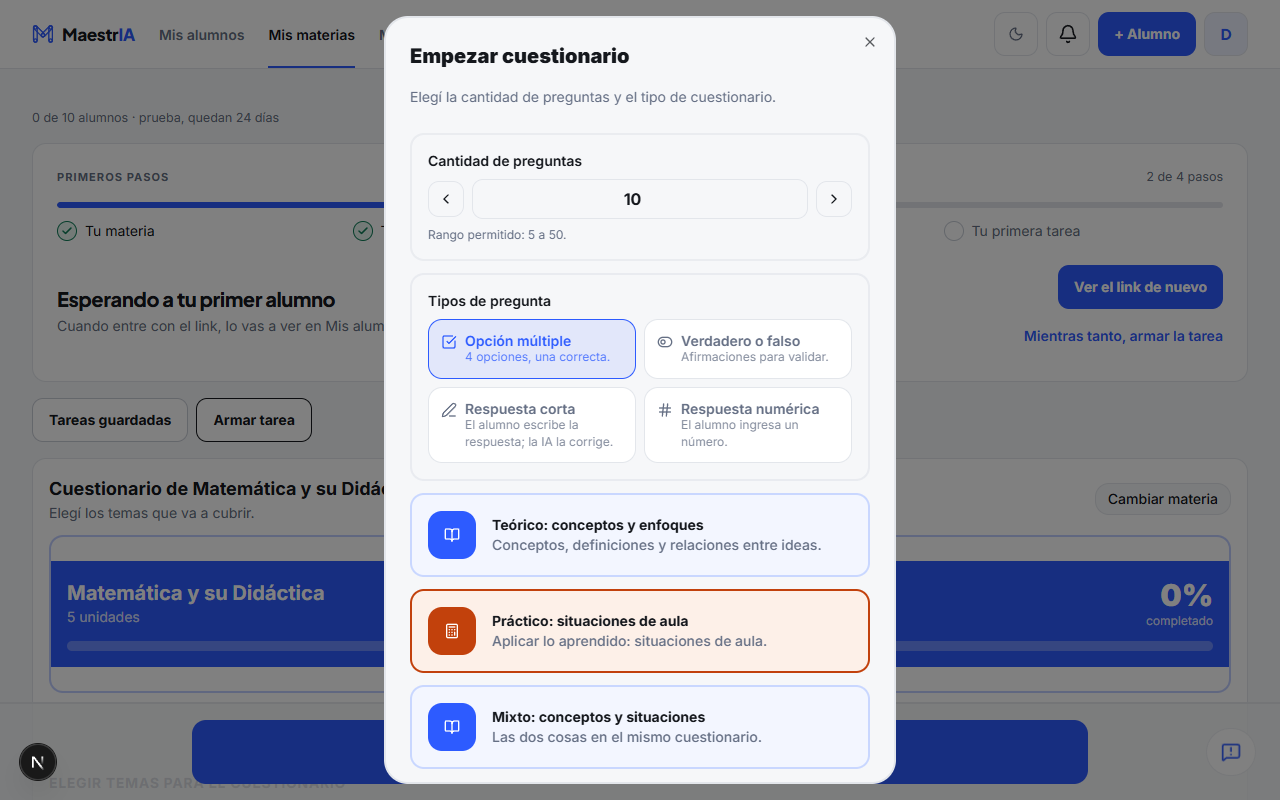 MaestrIA
Mis alumnos
Mis materias
+ Alumno
D
0 de 10 alumnos · prueba, quedan 24 días
PRIMEROS PASOS
2 de 4 pasos
Tu materia
Tu primera tarea
Esperando a tu primer alumno
Cuando entre con el link, lo vas a ver en Mis alum
Ver el link de nuevo
Mientras tanto, armar la tarea
Tareas guardadas
Armar tarea
Cuestionario de Matemática y su Didác
Elegí los temas que va a cubrir.
Cambiar materia
Matemática y su Didáctica
5 unidades
0%
completado
ELEGIR TEMAS PARA EL CUESTIONARIO
N
Empezar cuestionario
Elegí la cantidad de preguntas y el tipo de cuestionario.
Cantidad de preguntas
10
Rango permitido: 5 a 50.
Tipos de pregunta
Opción múltiple
4 opciones, una correcta.
Verdadero o falso
Afirmaciones para validar.
Respuesta corta
El alumno escribe la
respuesta; la IA la corrige.
Respuesta numérica
El alumno ingresa un
número.
Teórico: conceptos y enfoques
Conceptos, definiciones y relaciones entre ideas.
Práctico: situaciones de aula
Aplicar lo aprendido: situaciones de aula.
Mixto: conceptos y situaciones
Las dos cosas en el mismo cuestionario.